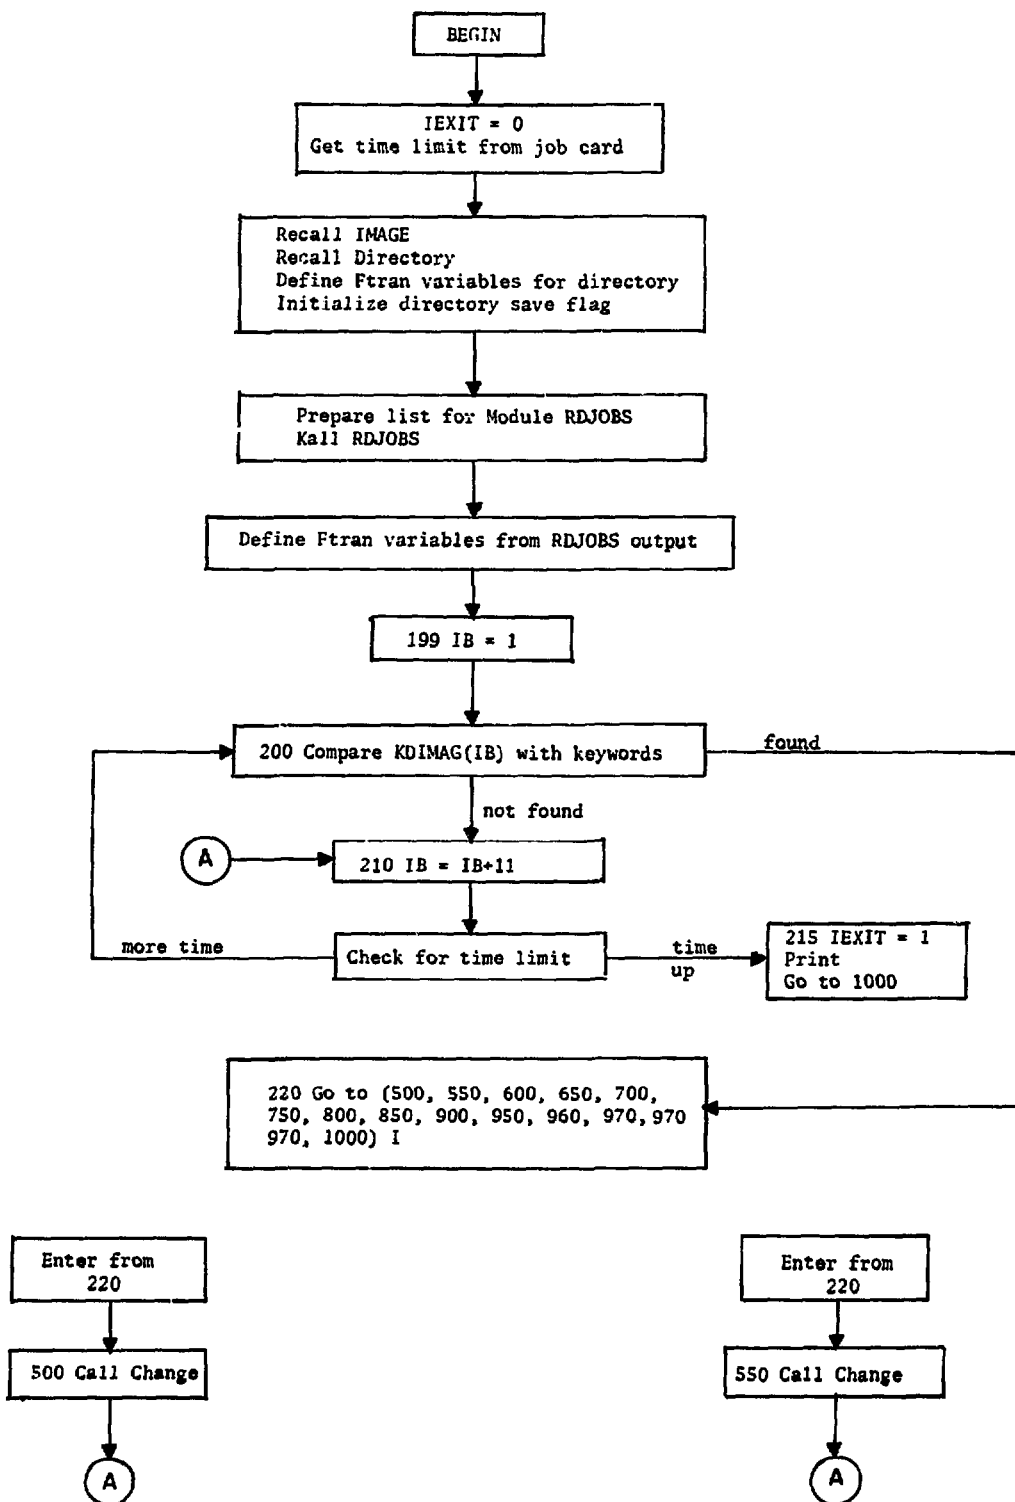 BEGIN
IEXIT = 0
Get time limit from job card
Recall IMAGE
Recall Directory
Define Ftran variables for directory
Initialize directory save flag
Prepare list for Module RDJOBS
Kall RDJOBS
Define Ftran variables from RDJOBS output
199 IB = 1
200 Compare KDIMAG(IB) with keywords
found
not found
A
210 IB = IB+11
more time
Check for time limit
time
up
215 IEXIT = 1
Print
Go to 1000
220 Go to (500, 550, 600, 650, 700,
750, 800, 850, 900, 950, 960, 970, 970
970, 1000) I
Enter from
220
500 Call Change
A
Enter from
220
550 Call Change
A